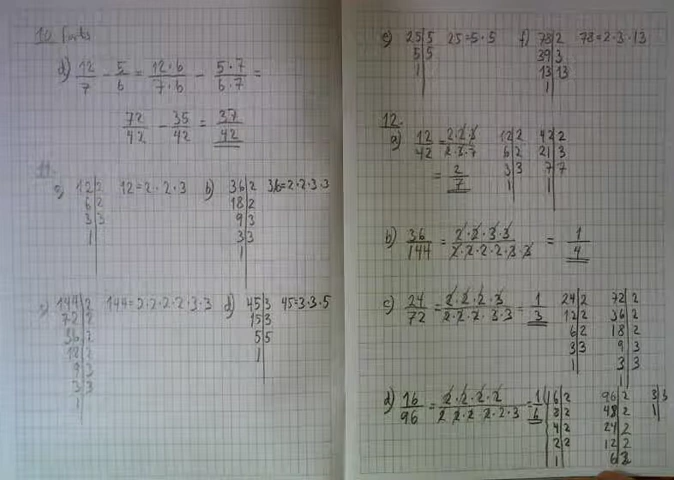 10 Forts.
d) 12/7 - 5/6 = 12·6/7·6 - 5·7/6·7 =
72/42 - 35/42 = 37/42
11.
a) 12|2 12=2·2·3 b) 36|2 36=2·2·3·3
6|2 18|2
3|3 9|3
1 3|3
1
c) 144|2 144=2·2·2·2·3·3 d) 45|3 45=3·3·5
72|2 15|3
36|2 5|5
12|2 1
9|3
3|3
1
e) 25|5 25=5·5 f) 78|2 78=2·3·13
5|5 39|3
1 13|13
1
12.
a) 12/42 = 2·2·3/2·3·7 12|2 42|2
6|2 21|3
= 2/7 3|3 7|7
1 1
b) 36/144 = 2·2·3·3/2·2·2·2·3·3 = 1/4
c) 24/72 = 2·2·2·3/2·2·2·3·3 = 1/3 24|2 72|2
12|2 36|2
6|2 18|2
3|3 9|3
1 3|3
1
d) 16/96 = 2·2·2·2/2·2·2·2·2·3 = 1/6 16|2 96|2 3|3
8|2 48|2 1
4|2 24|2
2|2 12|2
1 6|2